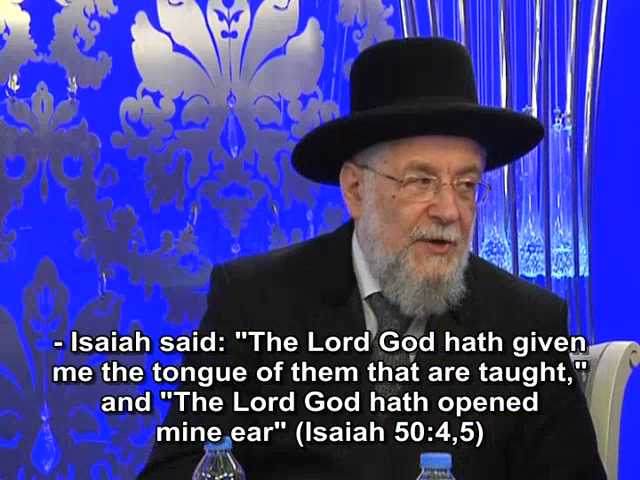 - Isaiah said: "The Lord God hath given
me the tongue of them that are taught,"
and "The Lord God hath opened
mine ear" (Isaiah 50:4,5)